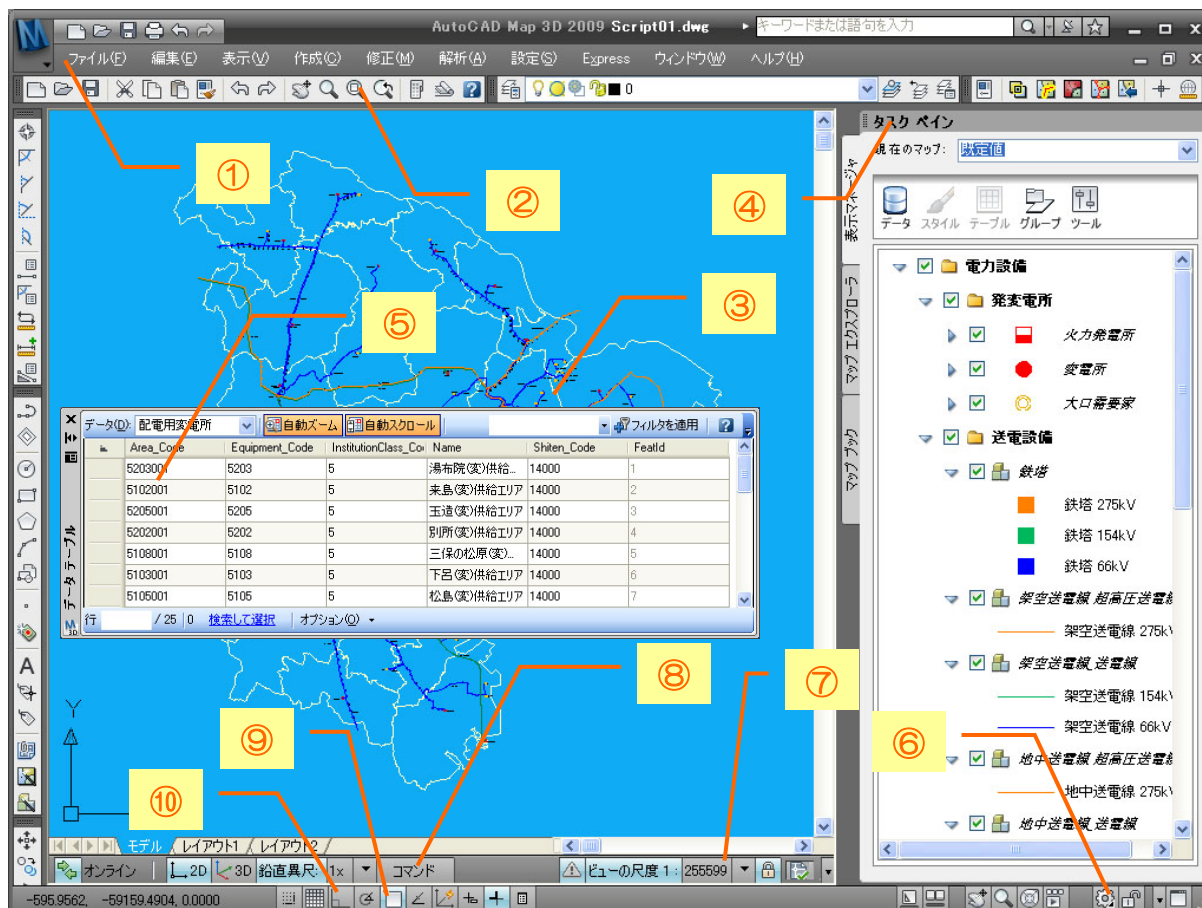 AutoCAD Map 3D 2009 Script01.dwg
キーワードまたは語句を入力
ファイル(F) 編集(E) 表示(V) 作成(C) 修正(M) 解析(A) 設定(S) Express ウィンドウ(W) ヘルプ(H)
0
タスク ペイン
現在のマップ: 既定値
データ スタイル テーブル グループ ツール
表示マネージャ
マップ エクスプローラ
マップ ブック
電力設備
発変電所
火力発電所
変電所
大口需要家
送電設備
鉄塔
鉄塔 275kV
鉄塔 154kV
鉄塔 66kV
架空送電線 超高圧送電線
架空送電線 275kV
架空送電線_送電線
架空送電線 154k
架空送電線 66kV
地中送電線 超高圧送電線
地中送電線 275k
地中送電線_送電線
①
②
③
④
⑤
⑥
⑦
⑧
⑨
⑩
データ(D): 配電用変電所 自動ズーム 自動スクロール フィルタを適用
Area_Code Equipment_Code InstitutionClass_Co Name Shiten_Code FeatId
5203001 5203 5 湯布院(変)供給... 14000 1
5102001 5102 5 来島(変)供給エリア 14000 2
5205001 5205 5 玉造(変)供給エリア 14000 3
5202001 5202 5 別所(変)供給エリア 14000 4
5108001 5108 5 三保の松原(変)... 14000 5
5103001 5103 5 下呂(変)供給エリア 14000 6
5105001 5105 5 松島(変)供給エリア 14000 7
行 / 25 0 検索して選択 オプション(O)
データテーブル
3D
Y
モデル レイアウト1 レイアウト2
オンライン 2D 3D 鉛直異尺: 1x コマンド ビューの尺度 1 : 255599
-595.9562, -59159.4904, 0.0000